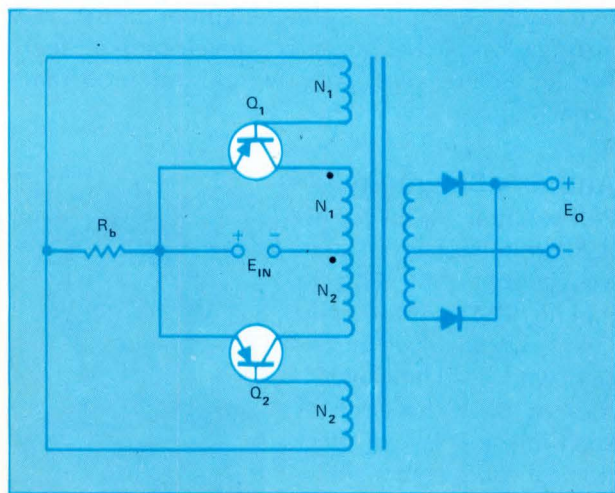 N1
Q1
N1
Rb
+
-
EIN
+
EO
-
N2
Q2
N2